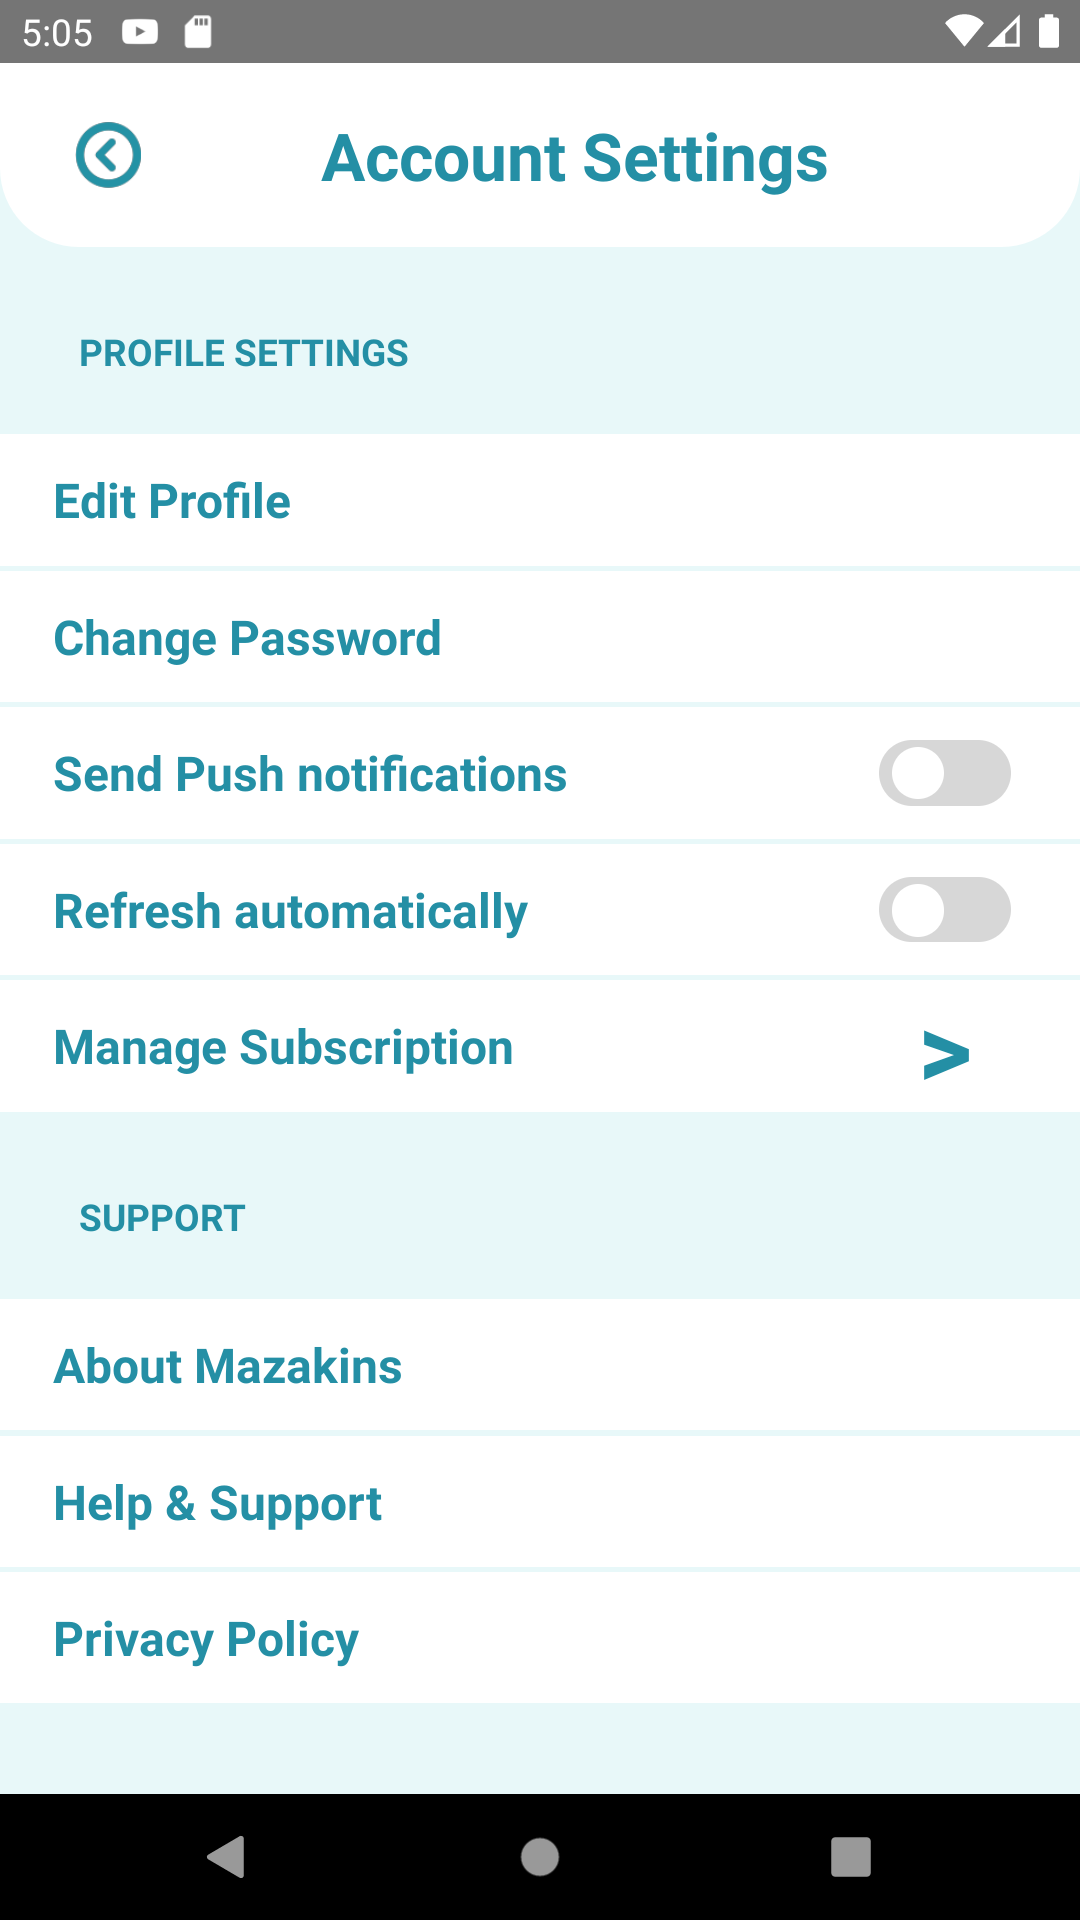 5:05
Account Settings
PROFILE SETTINGS
Edit Profile
Change Password
Send Push notifications
Refresh automatically
Manage Subscription >
SUPPORT
About Mazakins
Help & Support
Privacy Policy